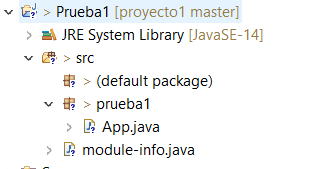 > Prueba1 [proyecto1 master]
JRE System Library [JavaSE-14]
> src
> (default package)
> prueba1
App.java
module-info.java